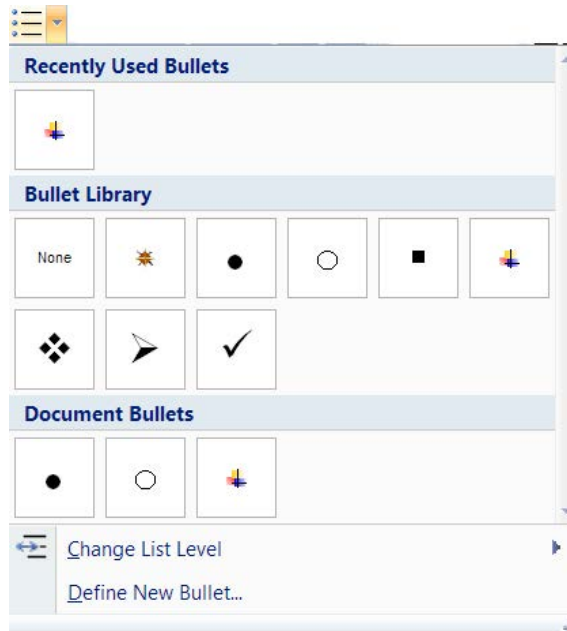 Recently Used Bullets
Bullet Library
None
Document Bullets
Change List Level
Define New Bullet...